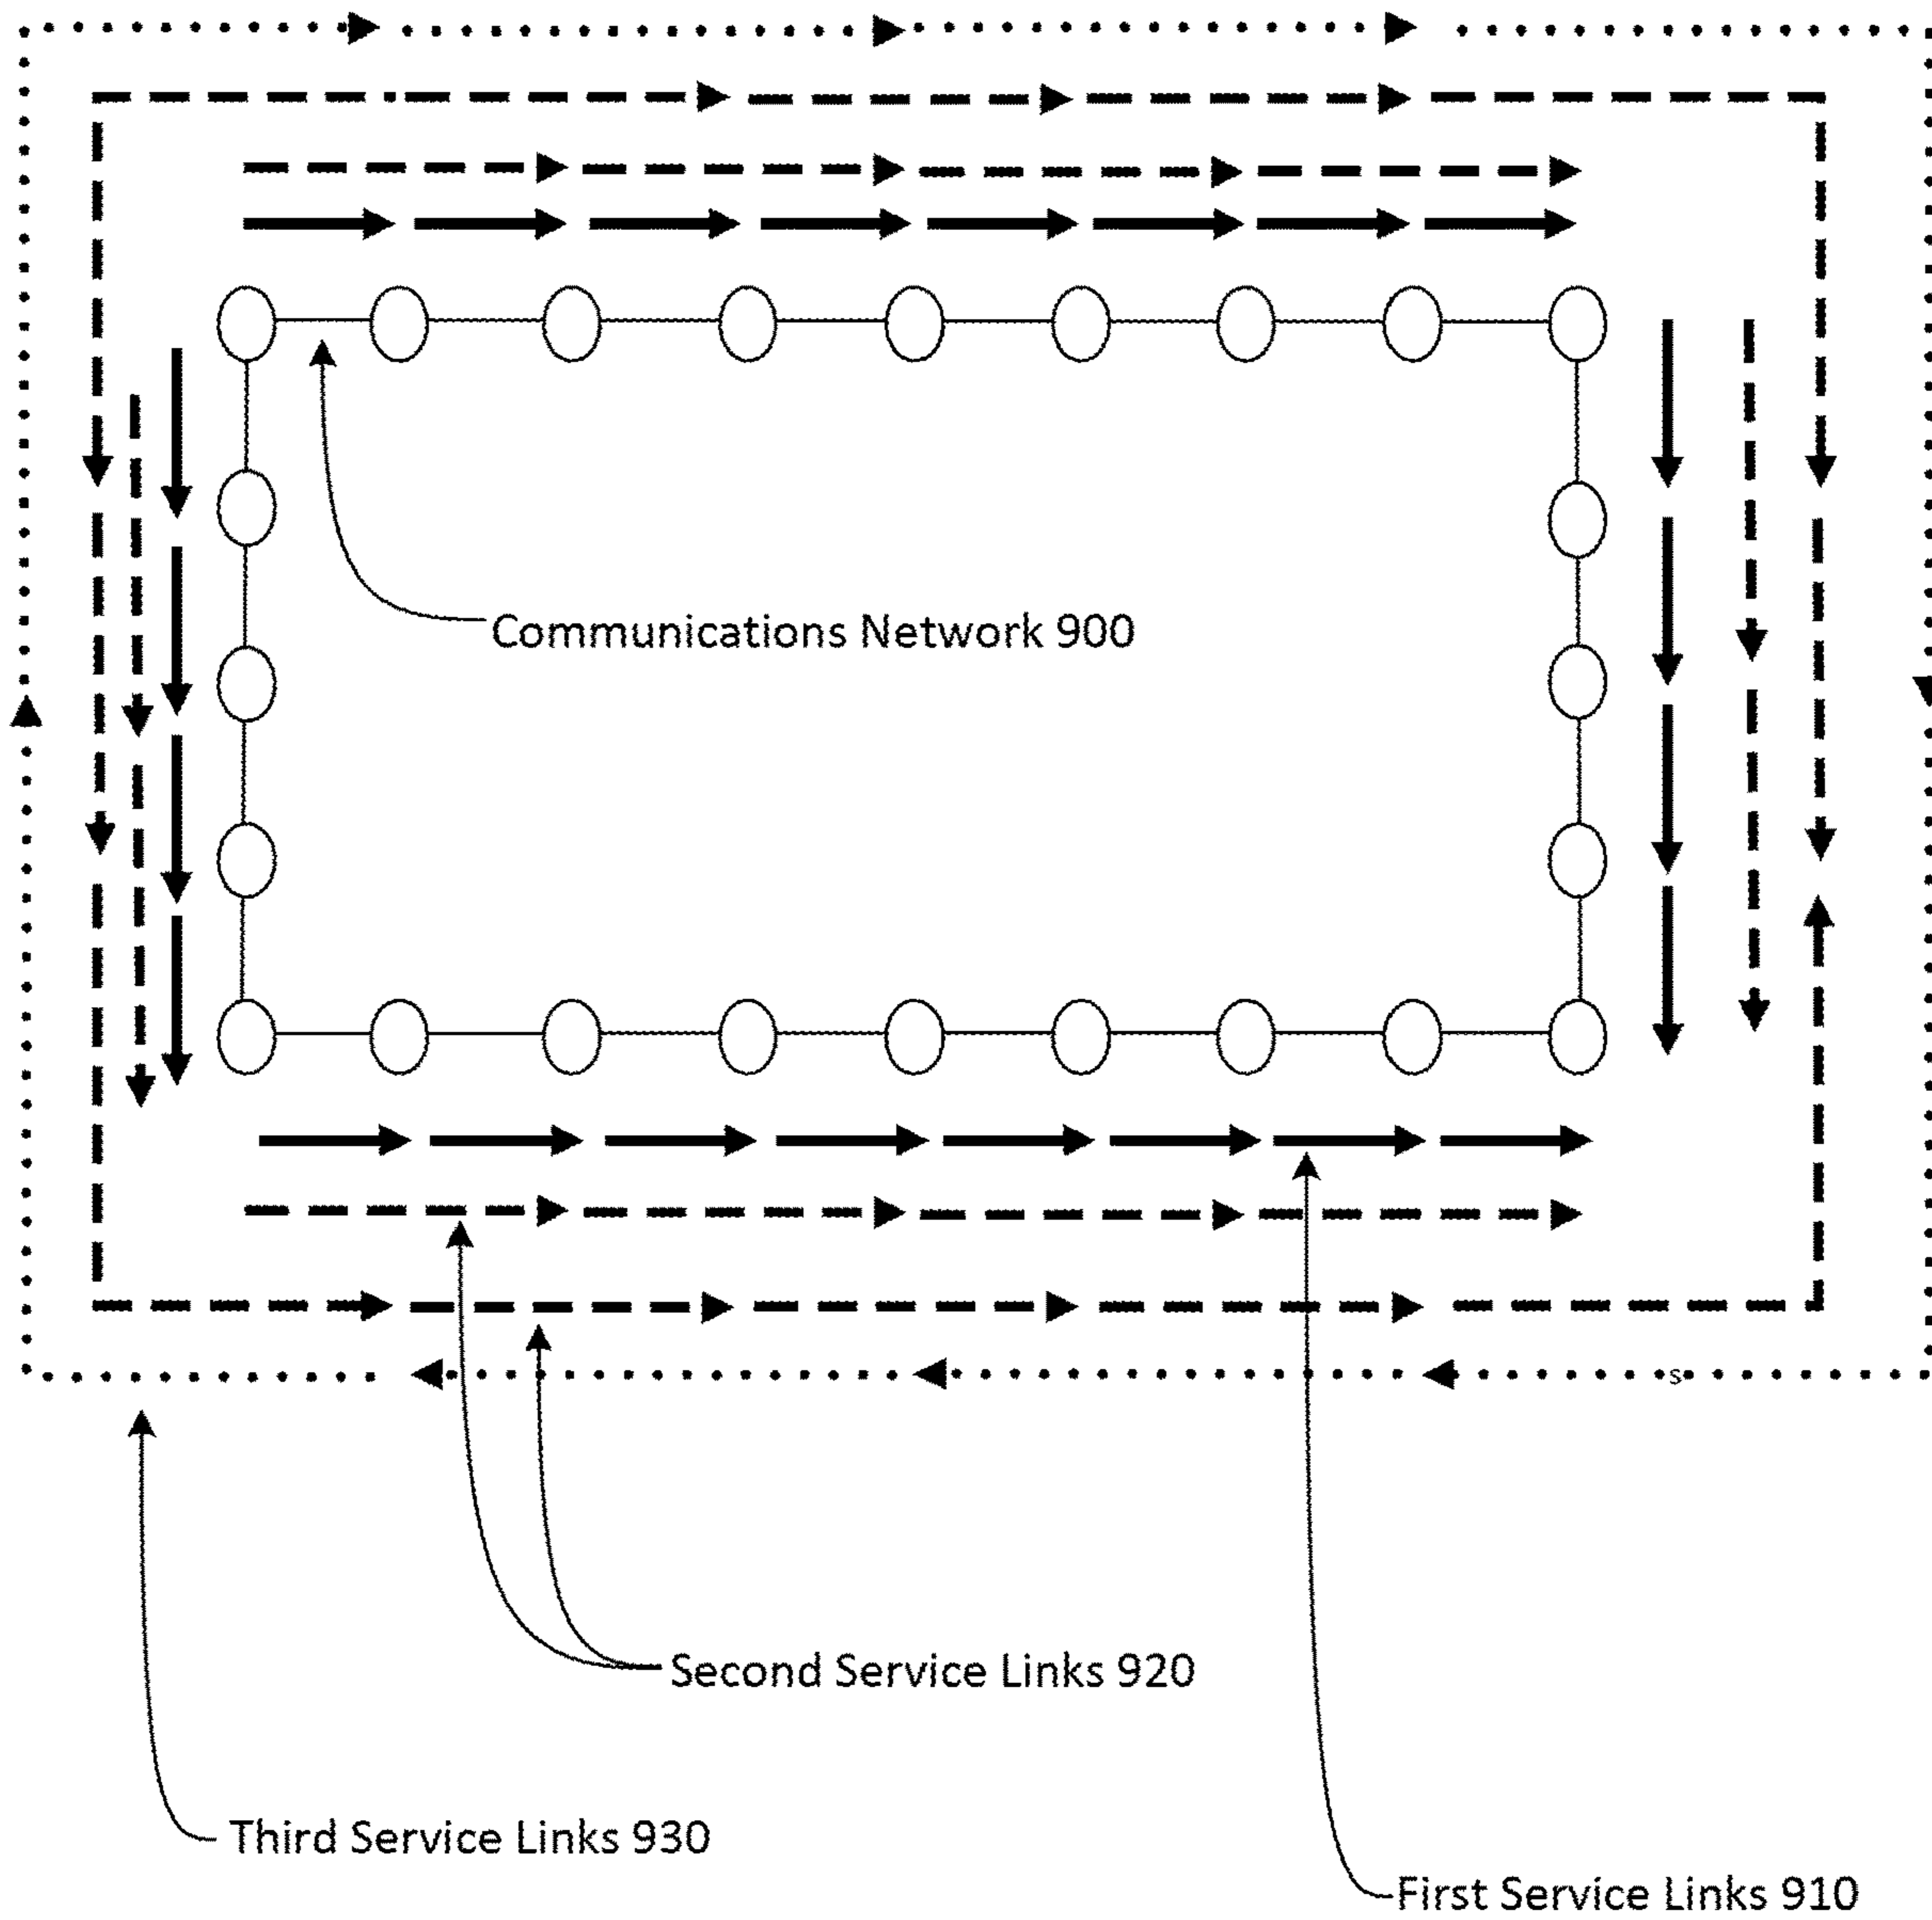 Communications Network 900
s
Second Service Links 920
Third Service Links 930
First Service Links 910